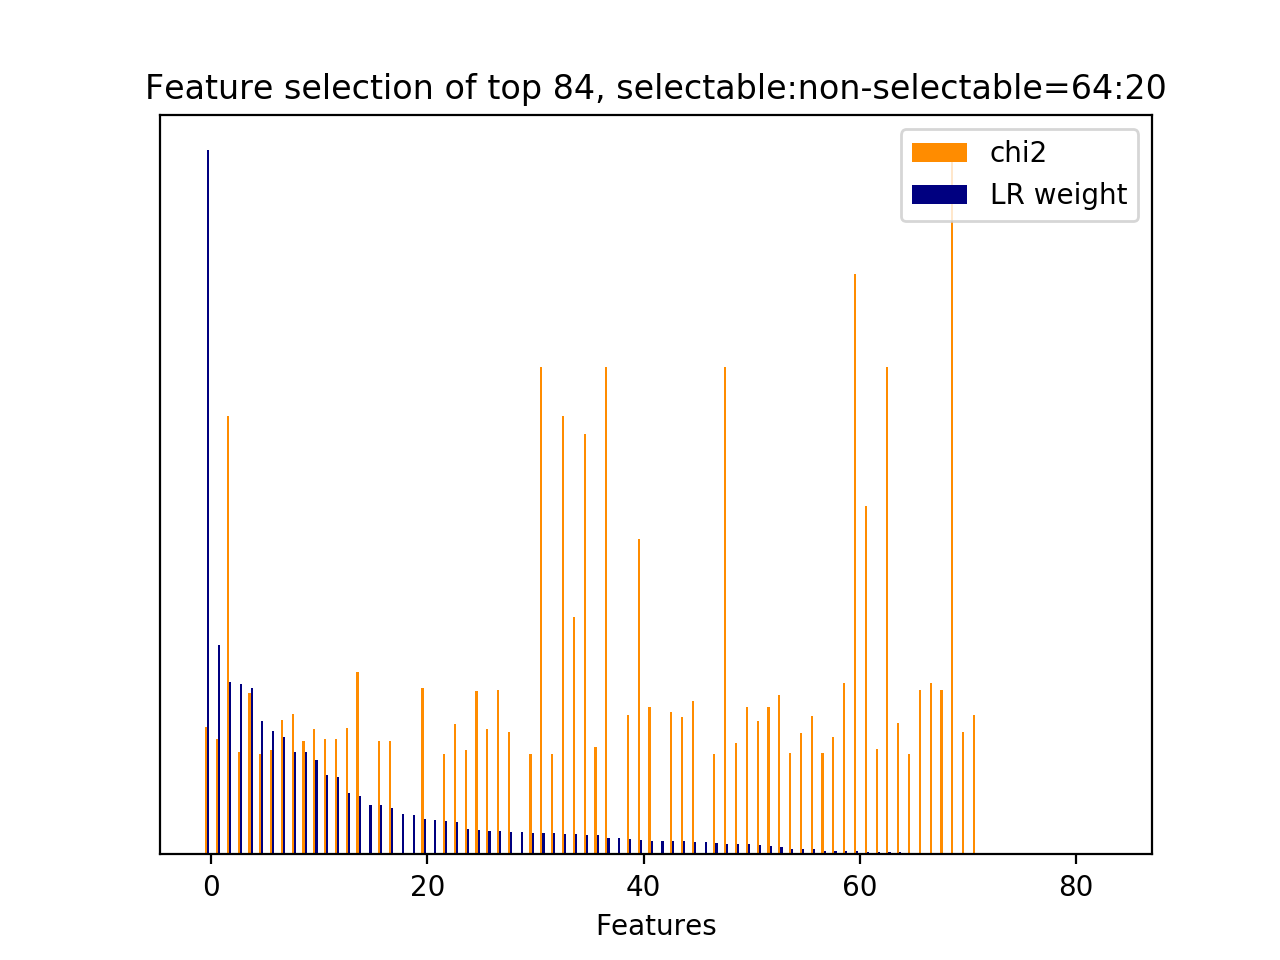 Feature selection of top 84, selectable:non-selectable=64:20
chi2
LR weight
0 20 40 60 80
Features